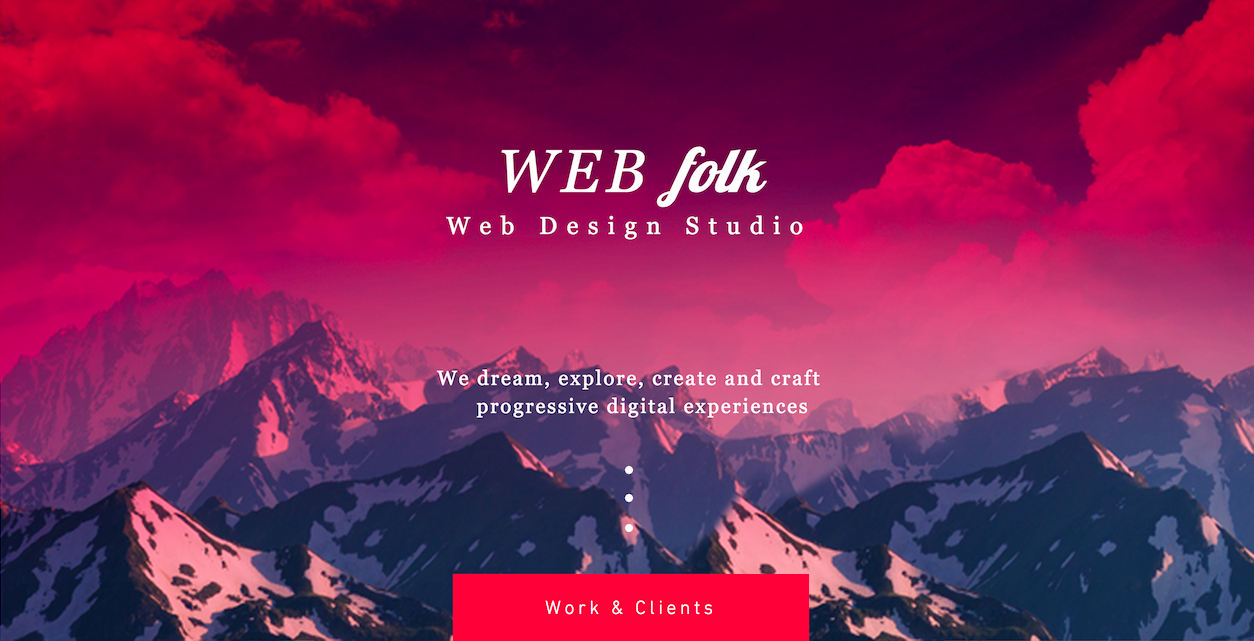 WEB folk
Web Design Studio
We dream, explore, create and craft
progressive digital experiences
Work & Clients